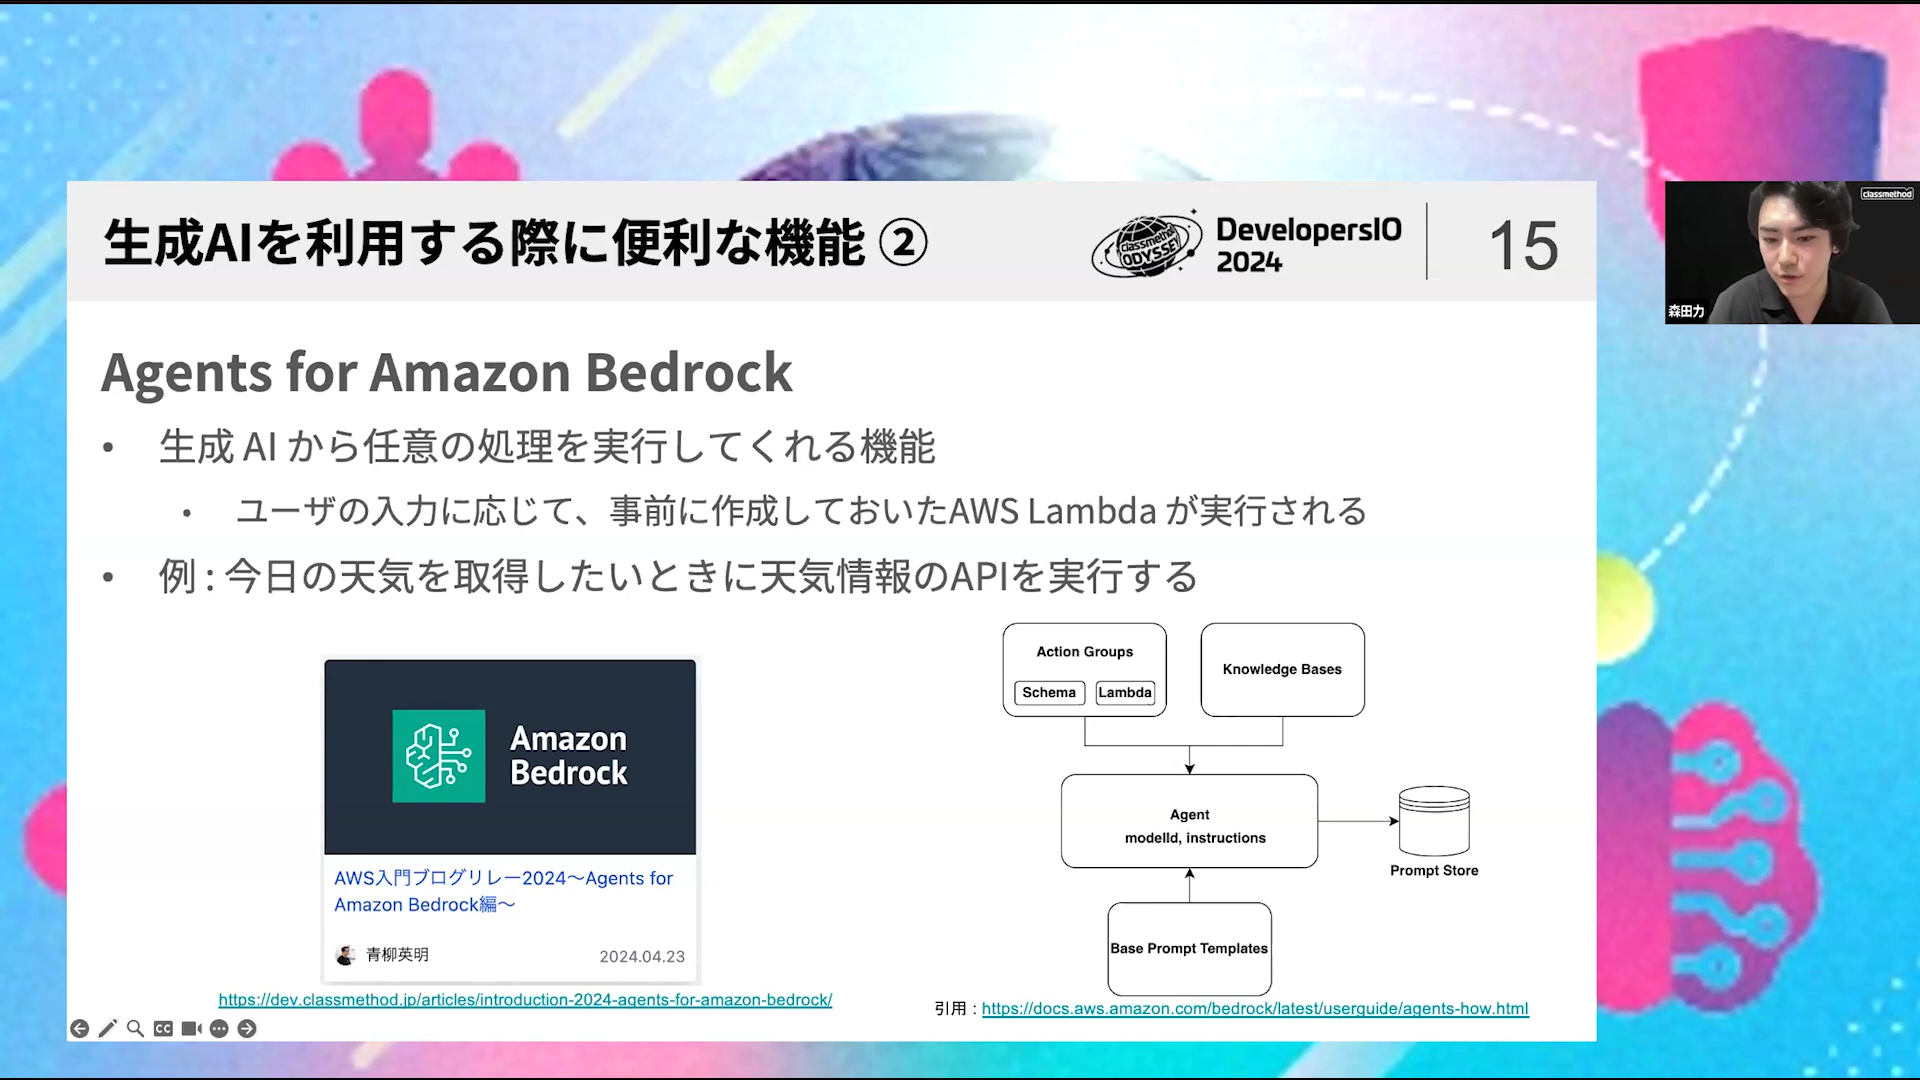 生成AIを利用する際に便利な機能 ②
classmethod
ODYSSEY
DevelopersIO
2024
15
classmethod
森田力
Agents for Amazon Bedrock
• 生成 AI から任意の処理を実行してくれる機能
• ユーザの入力に応じて、事前に作成しておいたAWS Lambda が実行される
• 例 : 今日の天気を取得したいときに天気情報のAPIを実行する
Amazon
Bedrock
AWS入門ブログリレー2024〜Agents for
Amazon Bedrock編〜
青柳英明
2024.04.23
https://dev.classmethod.jp/articles/introduction-2024-agents-for-amazon-bedrock/
Action Groups
Schema
Lambda
Knowledge Bases
Agent
modelId, instructions
Prompt Store
Base Prompt Templates
引用 : https://docs.aws.amazon.com/bedrock/latest/userguide/agents-how.html
CC